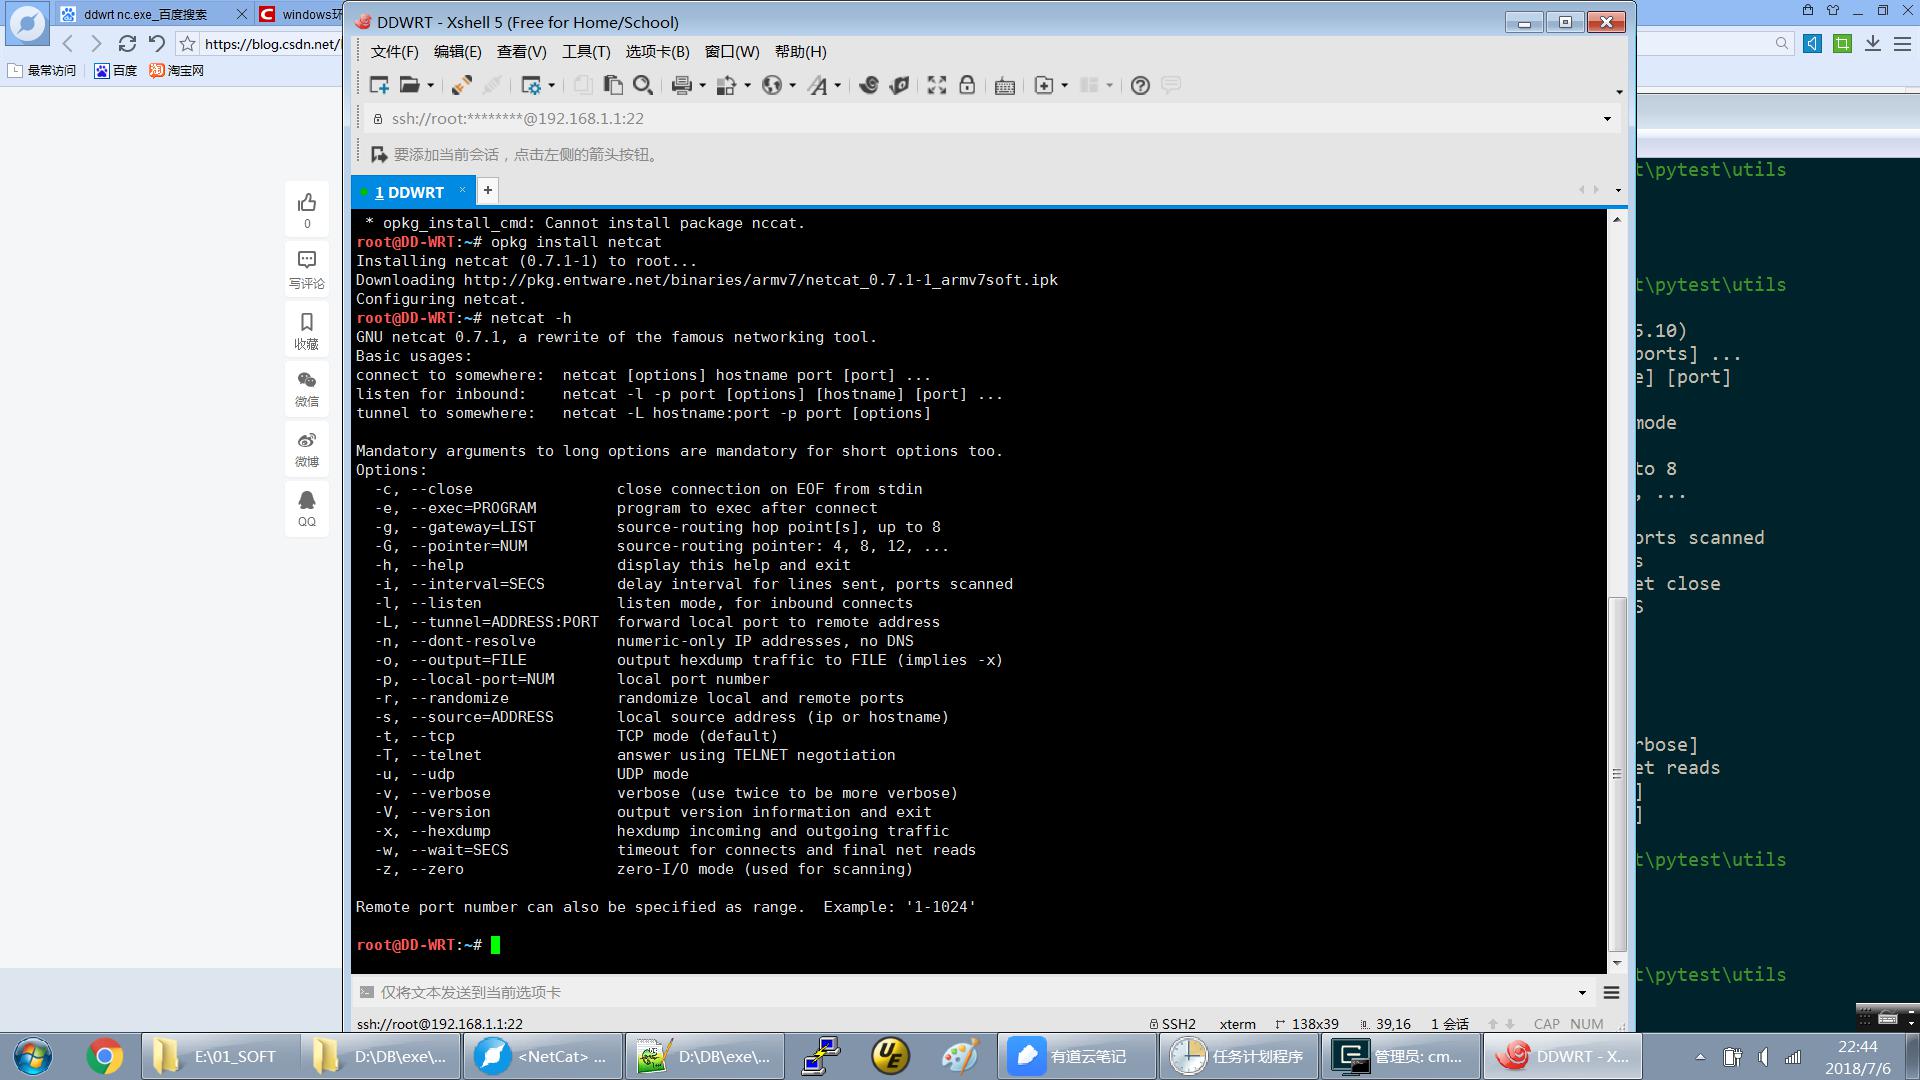 ddwrt nc.exe_百度搜索
windows环
https://blog.csdn.net/
最常访问
百度
淘宝网
0
写评论
收藏
微信
微博
QQ
DDWRT - Xshell 5 (Free for Home/School)
文件(F) 编辑(E) 查看(V) 工具(T) 选项卡(B) 窗口(W) 帮助(H)
ssh://root:********@192.168.1.1:22
要添加当前会话，点击左侧的箭头按钮。
1 DDWRT
* opkg_install_cmd: Cannot install package nccat.
root@DD-WRT:~# opkg install netcat
Installing netcat (0.7.1-1) to root...
Downloading http://pkg.entware.net/binaries/armv7/netcat_0.7.1-1_armv7soft.ipk
Configuring netcat.
root@DD-WRT:~# netcat -h
GNU netcat 0.7.1, a rewrite of the famous networking tool.
Basic usages:
connect to somewhere:  netcat [options] hostname port [port] ...
listen for inbound:    netcat -l -p port [options] [hostname] [port] ...
tunnel to somewhere:   netcat -L hostname:port -p port [options]
Mandatory arguments to long options are mandatory for short options too.
Options:
-c, --close                close connection on EOF from stdin
-e, --exec=PROGRAM         program to exec after connect
-g, --gateway=LIST         source-routing hop point[s], up to 8
-G, --pointer=NUM          source-routing pointer: 4, 8, 12, ...
-h, --help                 display this help and exit
-i, --interval=SECS        delay interval for lines sent, ports scanned
-l, --listen               listen mode, for inbound connects
-L, --tunnel=ADDRESS:PORT  forward local port to remote address
-n, --dont-resolve         numeric-only IP addresses, no DNS
-o, --output=FILE          output hexdump traffic to FILE (implies -x)
-p, --local-port=NUM       local port number
-r, --randomize            randomize local and remote ports
-s, --source=ADDRESS       local source address (ip or hostname)
-t, --tcp                  TCP mode (default)
-T, --telnet               answer using TELNET negotiation
-u, --udp                  UDP mode
-v, --verbose              verbose (use twice to be more verbose)
-V, --version              output version information and exit
-x, --hexdump              hexdump incoming and outgoing traffic
-w, --wait=SECS            timeout for connects and final net reads
-z, --zero                 zero-I/O mode (used for scanning)
Remote port number can also be specified as range.  Example: '1-1024'
root@DD-WRT:~#
仅将文本发送到当前选项卡
ssh://root@192.168.1.1:22
SSH2 xterm 138x39 39,16 1 会话 CAP NUM
t\pytest\utils
t\pytest\utils
5.10)
ports] ...
e] [port]
mode
to 8
, ...
orts scanned
s
et close
S
rbose]
et reads
]
]
t\pytest\utils
t\pytest\utils
E:\01_SOFT
D:\DB\exe\...
<NetCat> ...
D:\DB\exe\...
有道云笔记
任务计划程序
管理员: cm...
DDWRT - X...
22:44
2018/7/6